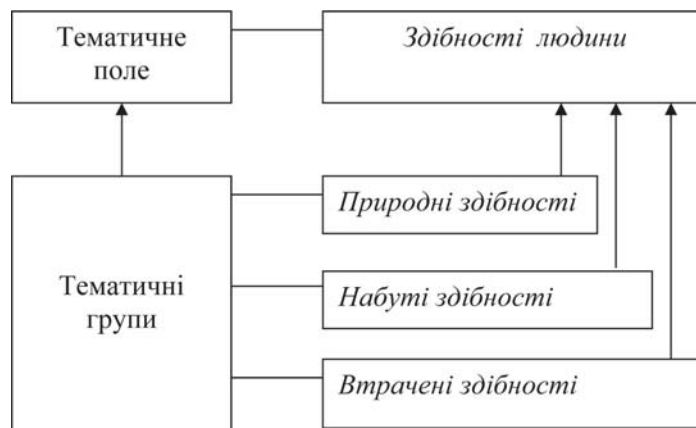 Тематичне
поле
Здібності людини
Тематичні
групи
Природні здібності
Набуті здібності
Втрачені здібності